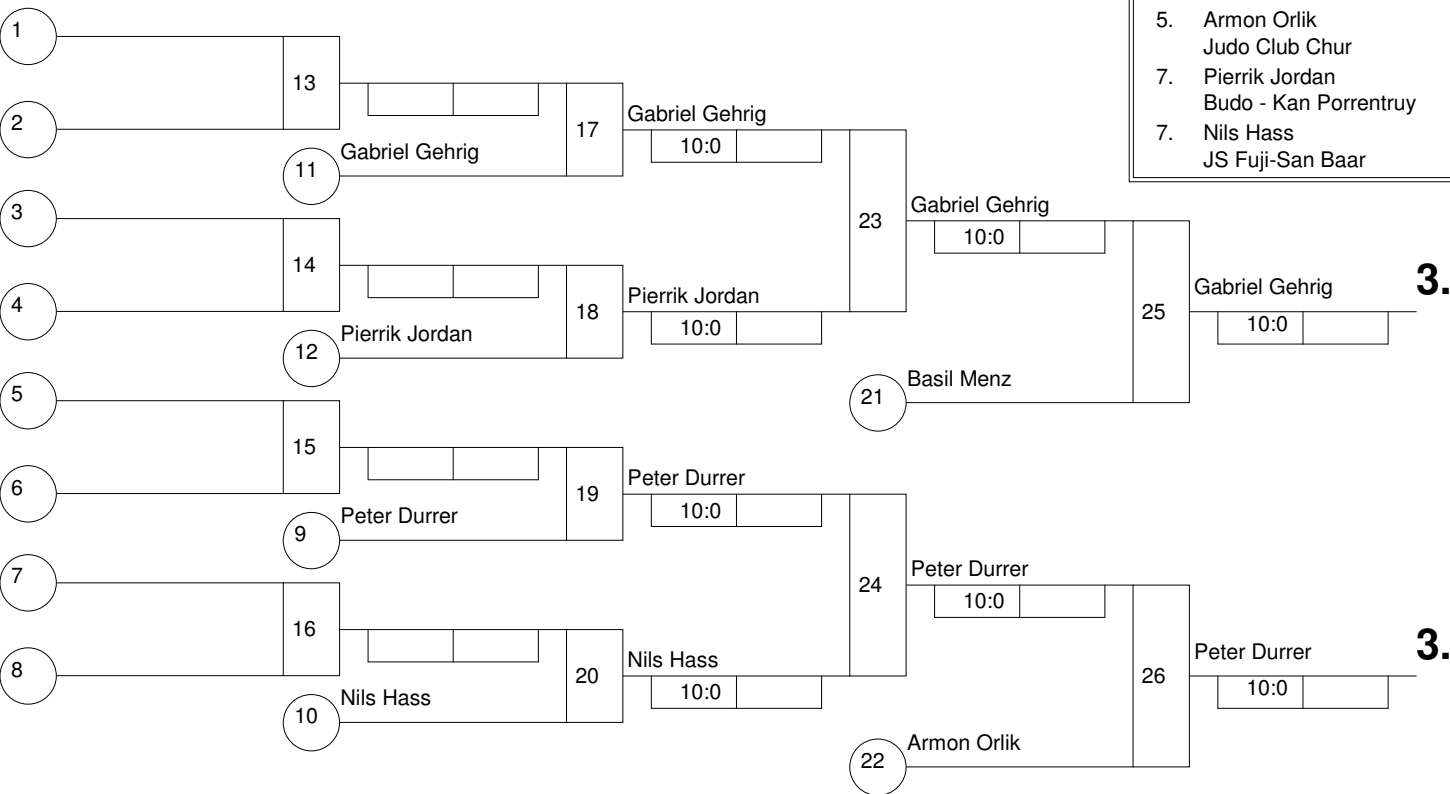 5. Armon Orlik
Judo Club Chur
7. Pierrik Jordan
Budo - Kan Porrentruy
7. Nils Hass
JS Fuji-San Baar
1
13
2
17
Gabriel Gehrig
10:0
11
Gabriel Gehrig
3
14
4
18
Pierrik Jordan
10:0
12
Pierrik Jordan
23
Gabriel Gehrig
10:0
25
Gabriel Gehrig
10:0
3.
21
Basil Menz
5
15
6
19
Peter Durrer
10:0
9
Peter Durrer
7
16
8
20
Nils Hass
10:0
10
Nils Hass
24
Peter Durrer
10:0
26
Peter Durrer
10:0
3.
22
Armon Orlik